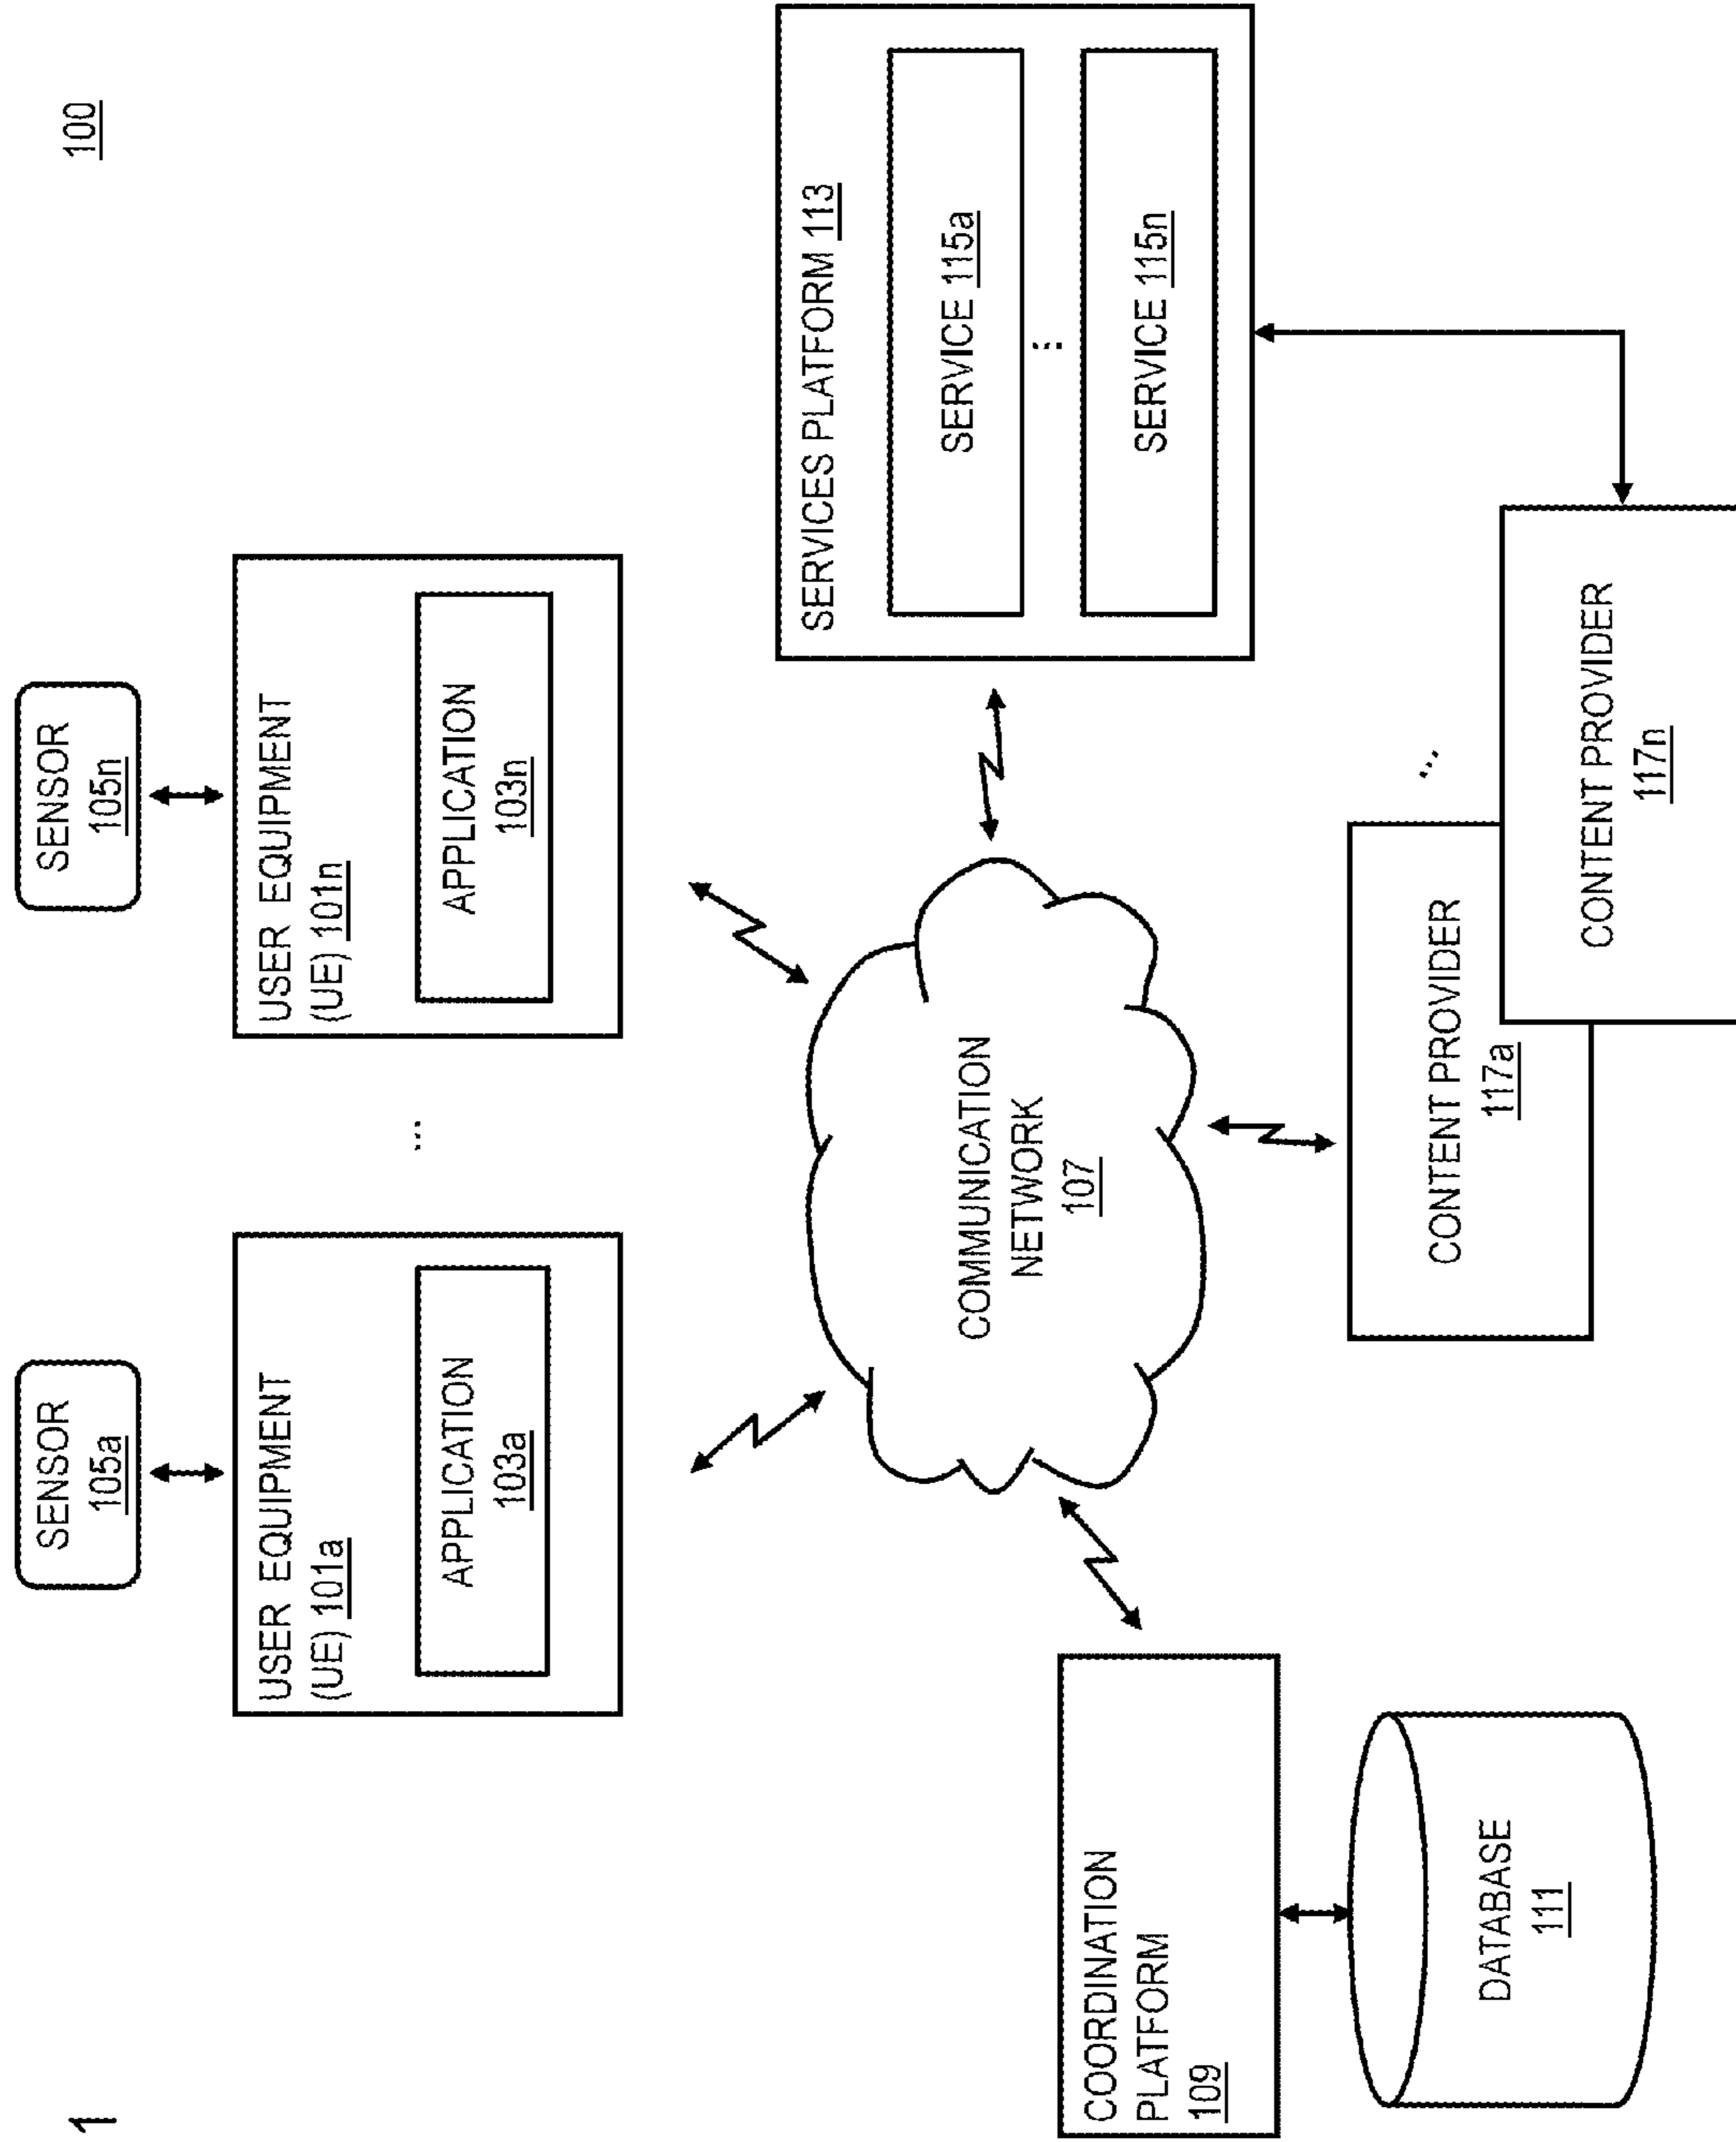 1
100
SENSOR
105a
SENSOR
105n
USER EQUIPMENT
(UE) 101a
APPLICATION
103a
...
USER EQUIPMENT
(UE) 101n
APPLICATION
103n
COMMUNICATION
NETWORK
107
SERVICES PLATFORM 113
SERVICE 115a
...
SERVICE 115n
COORDINATION
PLATFORM
109
DATABASE
111
CONTENT PROVIDER
117a
...
CONTENT PROVIDER
117n